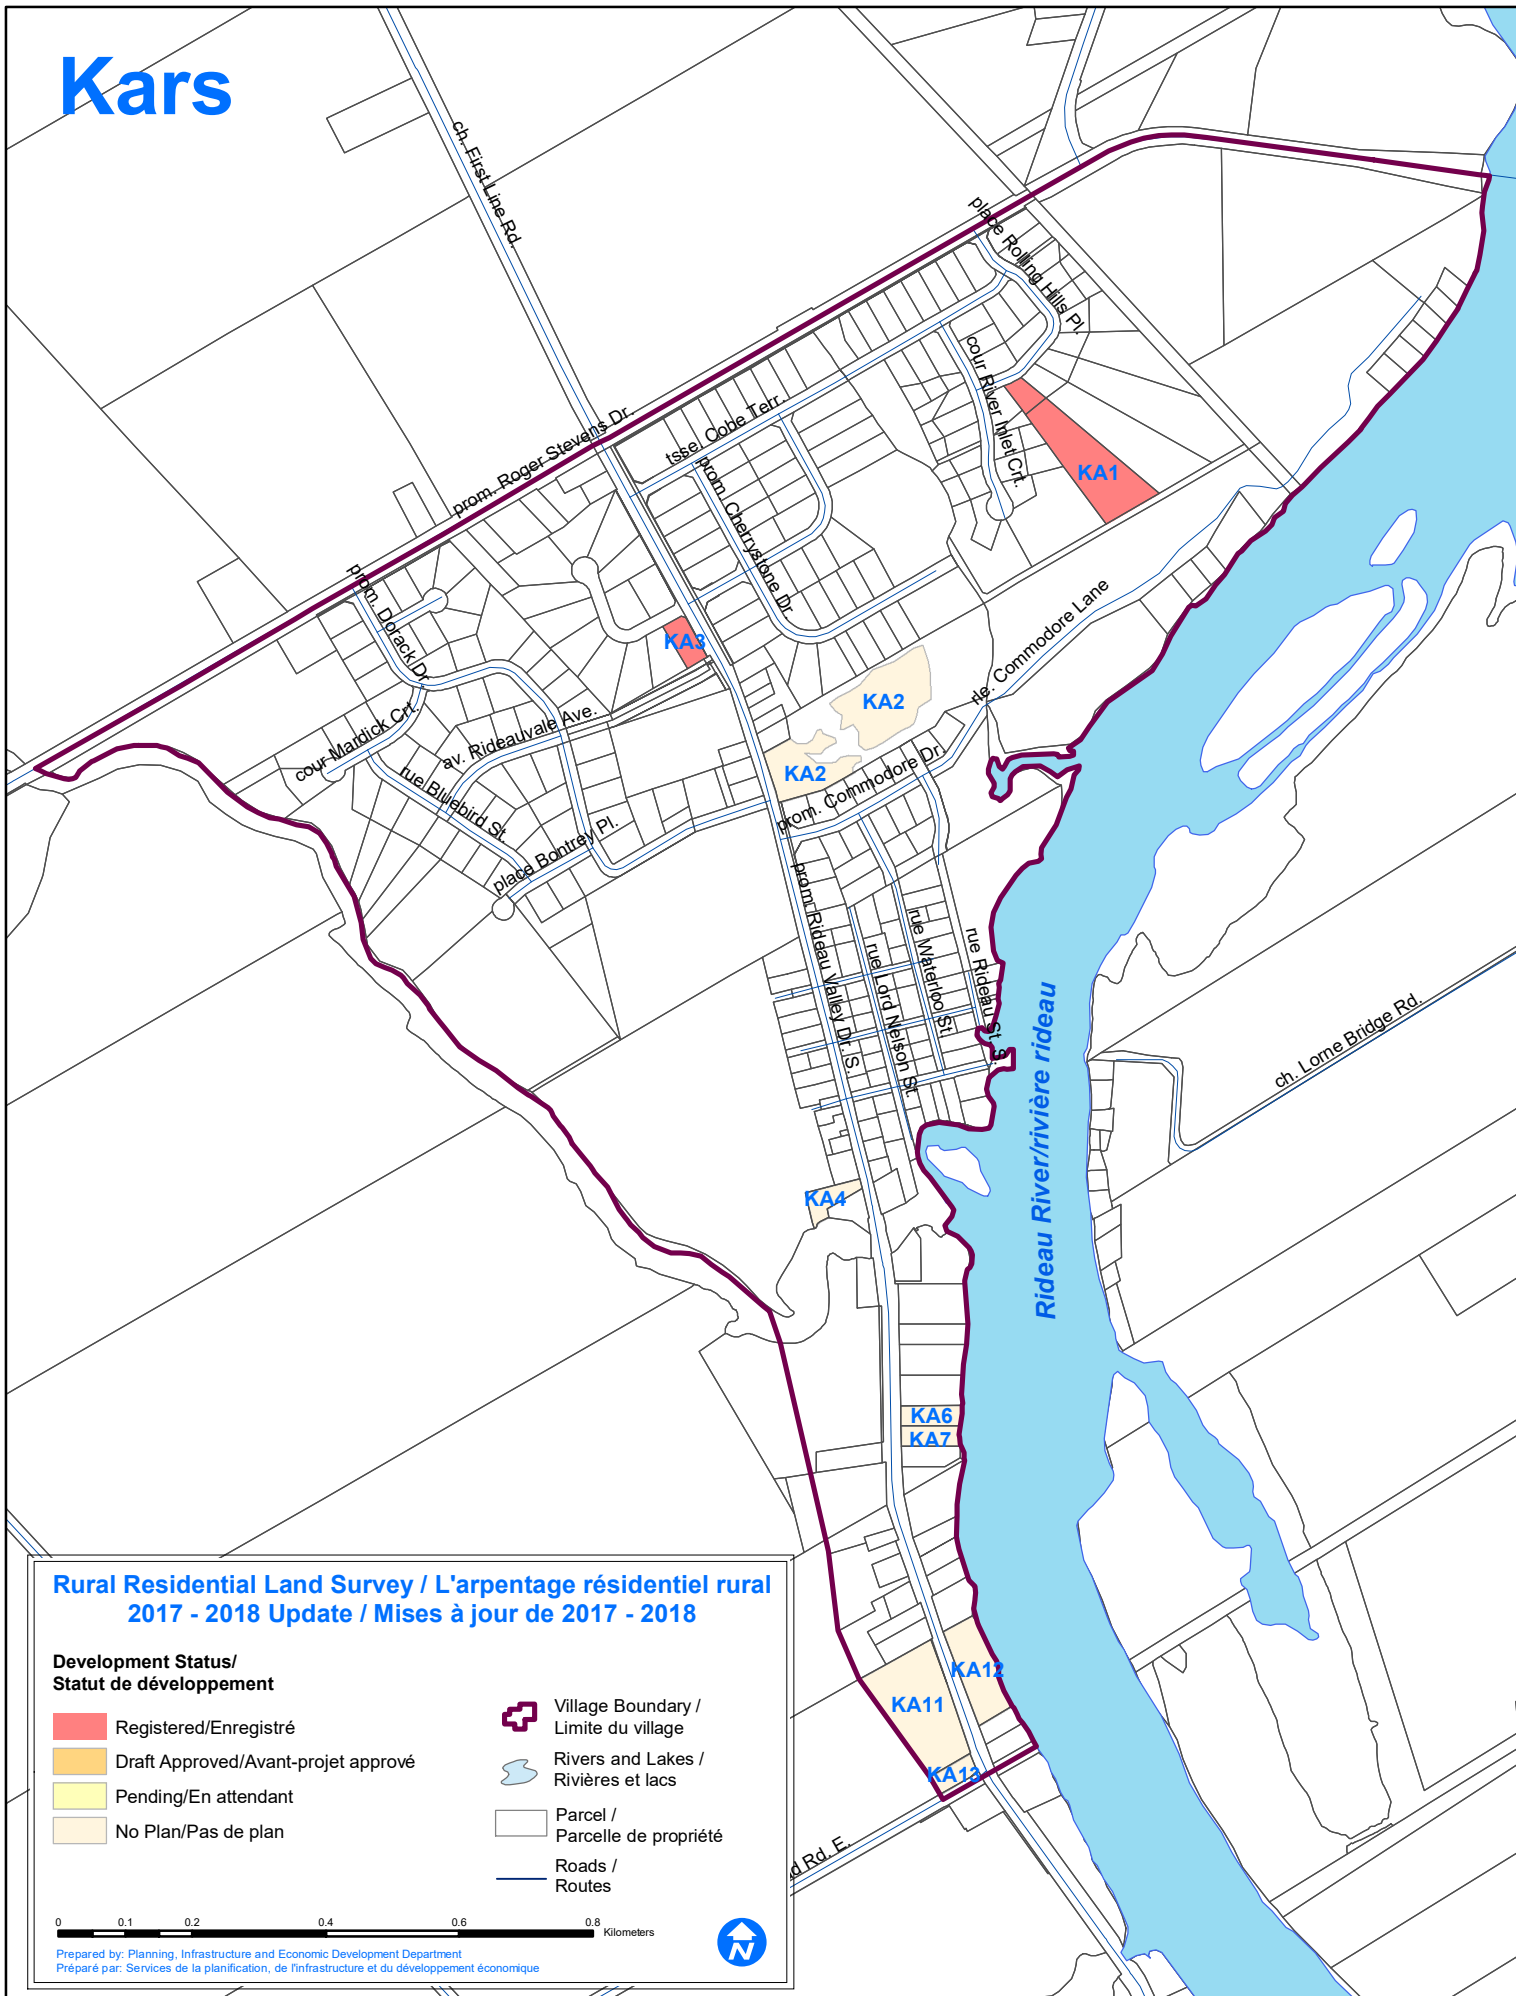 Kars
ch. First Line Rd.
place Rolling Hills Pl.
cour River Inlet Crt.
KA1
tsse. Cobe Terr.
prom. Roger Stevens Dr.
prom. Cherrystone Dr.
prom. Dorack Dr.
KA3
rle. Commodore Lane
KA2
cour Mardick Crt.
av. Rideauvale Ave.
KA2
rue Bluebird St.
prom. Commodore Dr.
place Bontrey Pl.
prom. Rideau Valley Dr. S.
rue Lord Nelson St.
rue Waterloo St.
rue Rideau St. S.
Rideau River/rivière rideau
ch. Lorne Bridge Rd.
KA4
KA6
KA7
KA12
KA11
KA13
d Rd. E.
Rural Residential Land Survey / L'arpentage résidentiel rural
2017 - 2018 Update / Mises à jour de 2017 - 2018
Development Status/
Statut de développement
Registered/Enregistré
Draft Approved/Avant-projet apprové
Pending/En attendant
No Plan/Pas de plan
Village Boundary /
Limite du village
Rivers and Lakes /
Rivières et lacs
Parcel /
Parcelle de propriété
Roads /
Routes
0 0.1 0.2 0.4 0.6 0.8
Kilometers
N
Prepared by: Planning, Infrastructure and Economic Development Department
Préparé par: Services de la planification, de l'infrastructure et du développement économique